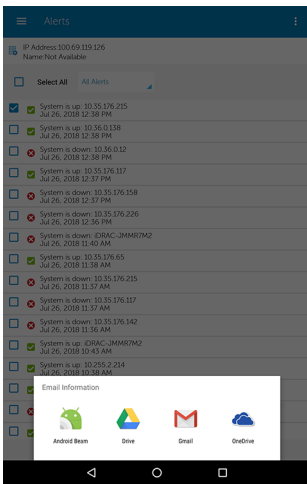 Alerts
IP Address:100.69.119.126
Name:Not Available
Select All All Alerts
System is up: 10.35.176.215
Jul 26, 2018 12:38 PM
System is up: 10.36.0.138
Jul 26, 2018 12:38 PM
System is down: 10.36.0.12
Jul 26, 2018 12:38 PM
System is up: 10.35.176.117
Jul 26, 2018 12:37 PM
System is down: 10.35.176.158
Jul 26, 2018 12:37 PM
System is down: 10.35.176.226
Jul 26, 2018 12:36 PM
System is down: iDRAC-JMMR7M2
Jul 26, 2018 11:40 AM
System is up: 10.35.176.65
Jul 26, 2018 11:38 AM
System is down: 10.35.176.215
Jul 26, 2018 11:37 AM
System is down: 10.35.176.117
Jul 26, 2018 11:37 AM
System is down: 10.35.176.142
Jul 26, 2018 11:36 AM
System is up: iDRAC-JMMR7M2
Jul 26, 2018 10:43 AM
System is up: 10.255.2.214
Jul 26, 2018 10:38 AM
Email Information
Android Beam Drive Gmail OneDrive